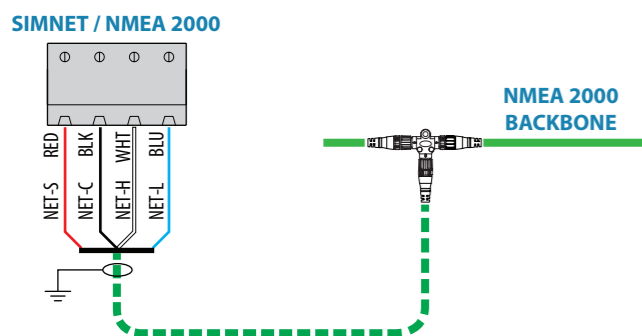 SIMNET / NMEA 2000
NMEA 2000
BACKBONE
RED
BLK
WHT
BLU
NET-S
NET-C
NET-H
NET-L